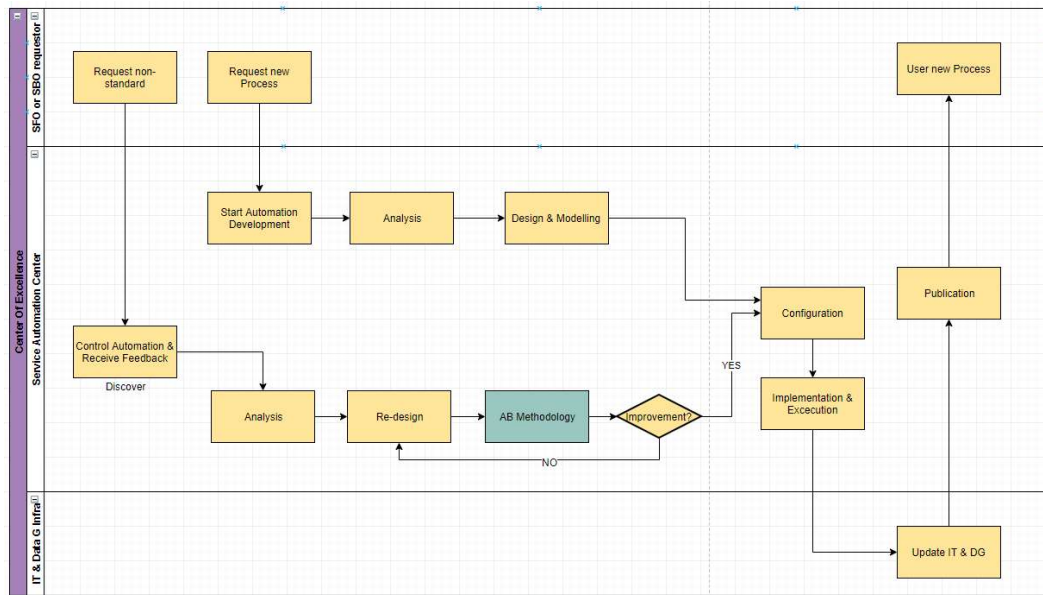 Center Of Excellence
SFO or SBO requestor
Request non-
standard
Request new
Process
User new Process
Service Automation Center
Start Automation
Development
Analysis
Design & Modelling
Publication
Configuration
Control Automation &
Receive Feedback
Discover
YES
Implementation &
Excecution
Analysis
Re-design
AB Methodology
Improvement?
NO
IT & Data G Infra
Update IT & DG